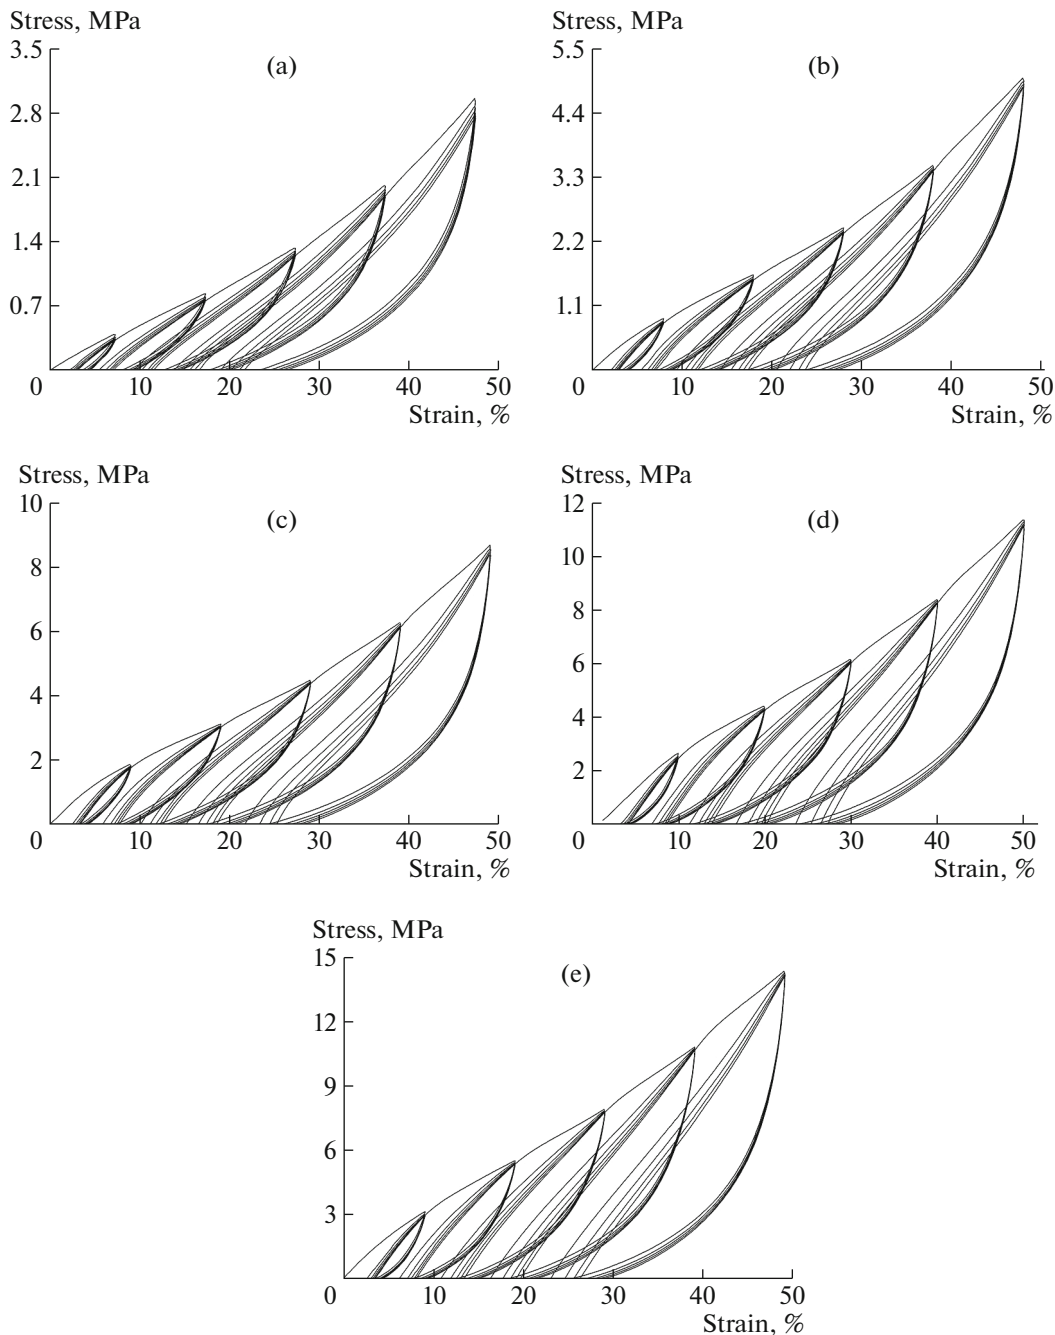 Stress, MPa
3.5
(a)
2.8
2.1
1.4
0.7
0 10 20 30 40 50
Strain, %
Stress, MPa
5.5
(b)
4.4
3.3
2.2
1.1
0 10 20 30 40 50
Strain, %
Stress, MPa
10
(c)
8
6
4
2
0 10 20 30 40 50
Strain, %
Stress, MPa
12
(d)
10
8
6
4
2
0 10 20 30 40 50
Strain, %
Stress, MPa
15
(e)
12
9
6
3
0 10 20 30 40 50
Strain, %